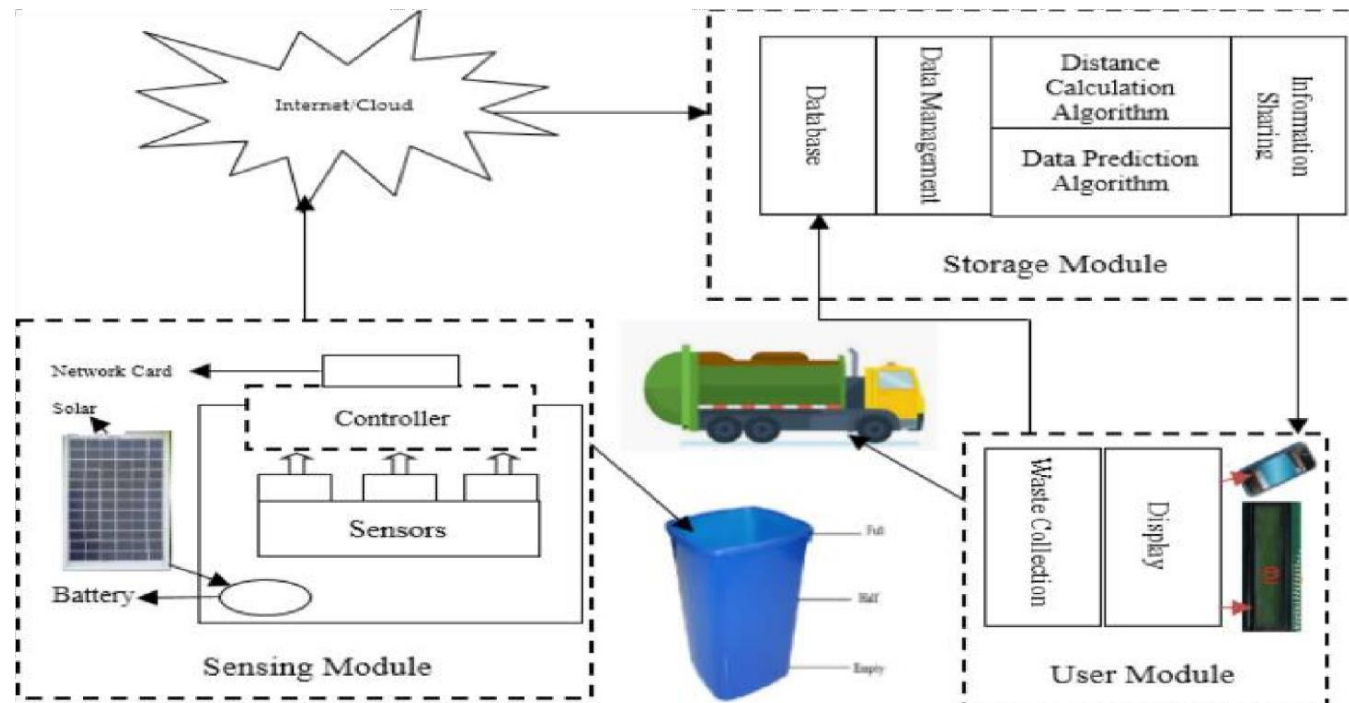 Internet/Cloud
Database
Data Management
Distance
Calculation
Algorithm
Data Prediction
Algorithm
Information
Sharing
Storage Module
Network Card
Solar
Controller
Sensors
Battery
Sensing Module
Full
Half
Empty
Waste Collection
Display
User Module